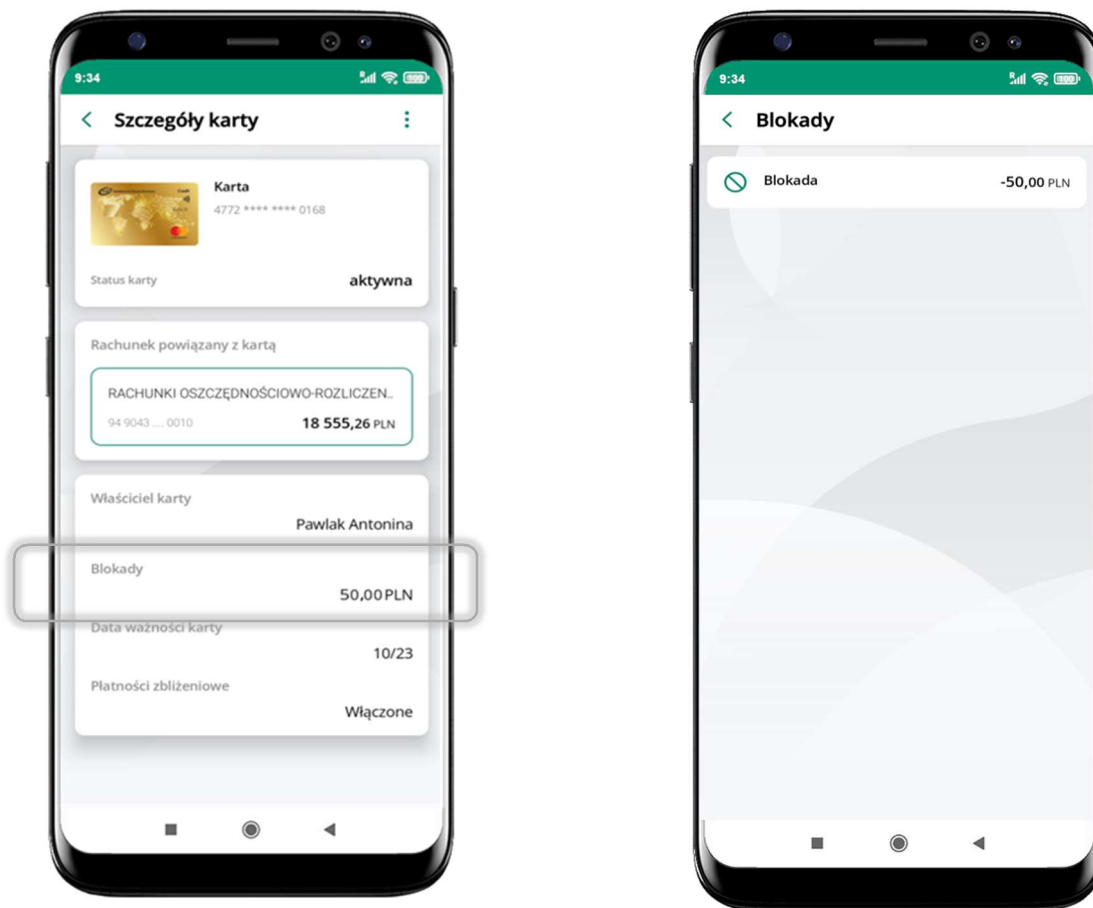 9:34
Szczegóły karty
Karta
4772 **** **** 0168
Status karty
aktywna
Rachunek powiązany z kartą
RACHUNKI OSZCZĘDNOŚCIOWO-ROZLICZEN..
94 9043 .... 0010
18 555,26 PLN
Właściciel karty
Pawlak Antonina
Blokady
50,00 PLN
Data ważności karty
10/23
Płatności zbliżeniowe
Włączone
9:34
Blokady
Blokada
-50,00 PLN